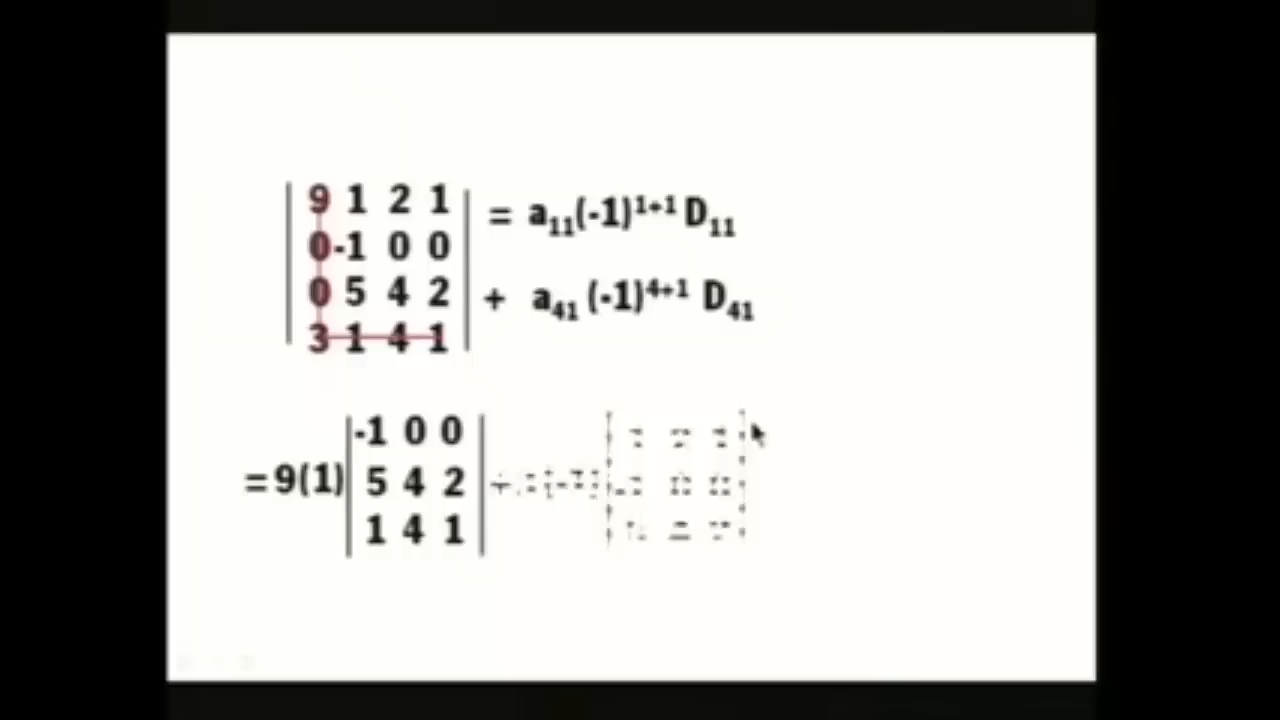 9 1 2 1 = a₁₁(-1)¹⁺¹ D₁₁
0 -1 0 0
0 5 4 2 + a₄₁ (-1)⁴⁺¹ D₄₁
3 1 4 1
-1 0 0
=9(1) 5 4 2
1 4 1